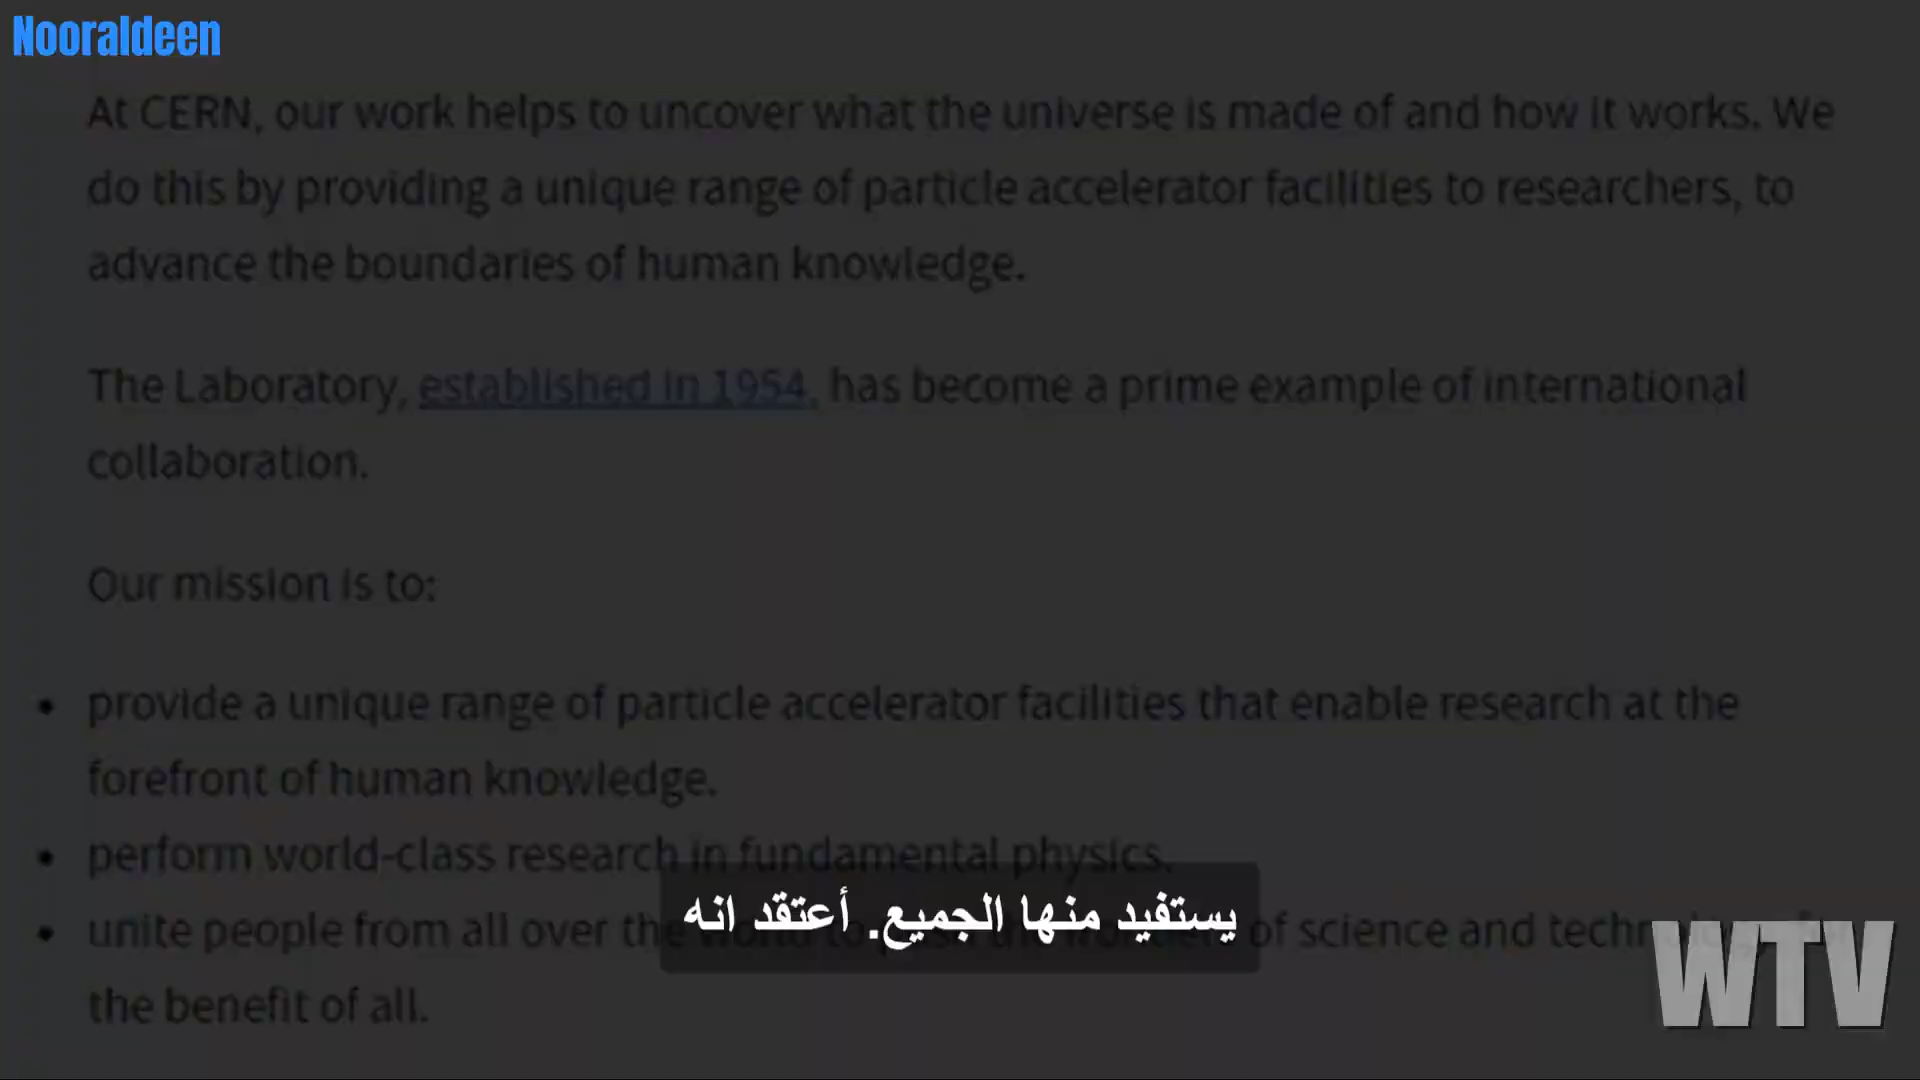 Nooraldeen
At CERN, our work helps to uncover what the universe is made of and how it works. We
do this by providing a unique range of particle accelerator facilities to researchers, to
advance the boundaries of human knowledge.
The Laboratory, established in 1954, has become a prime example of international
collaboration.
Our mission is to:
• provide a unique range of particle accelerator facilities that enable research at the
forefront of human knowledge.
• perform world-class research in fundamental physics.
• unite people from all over the world to of science and
the benefit of all.
يستفيد منها الجميع. أعتقد انه
WTV